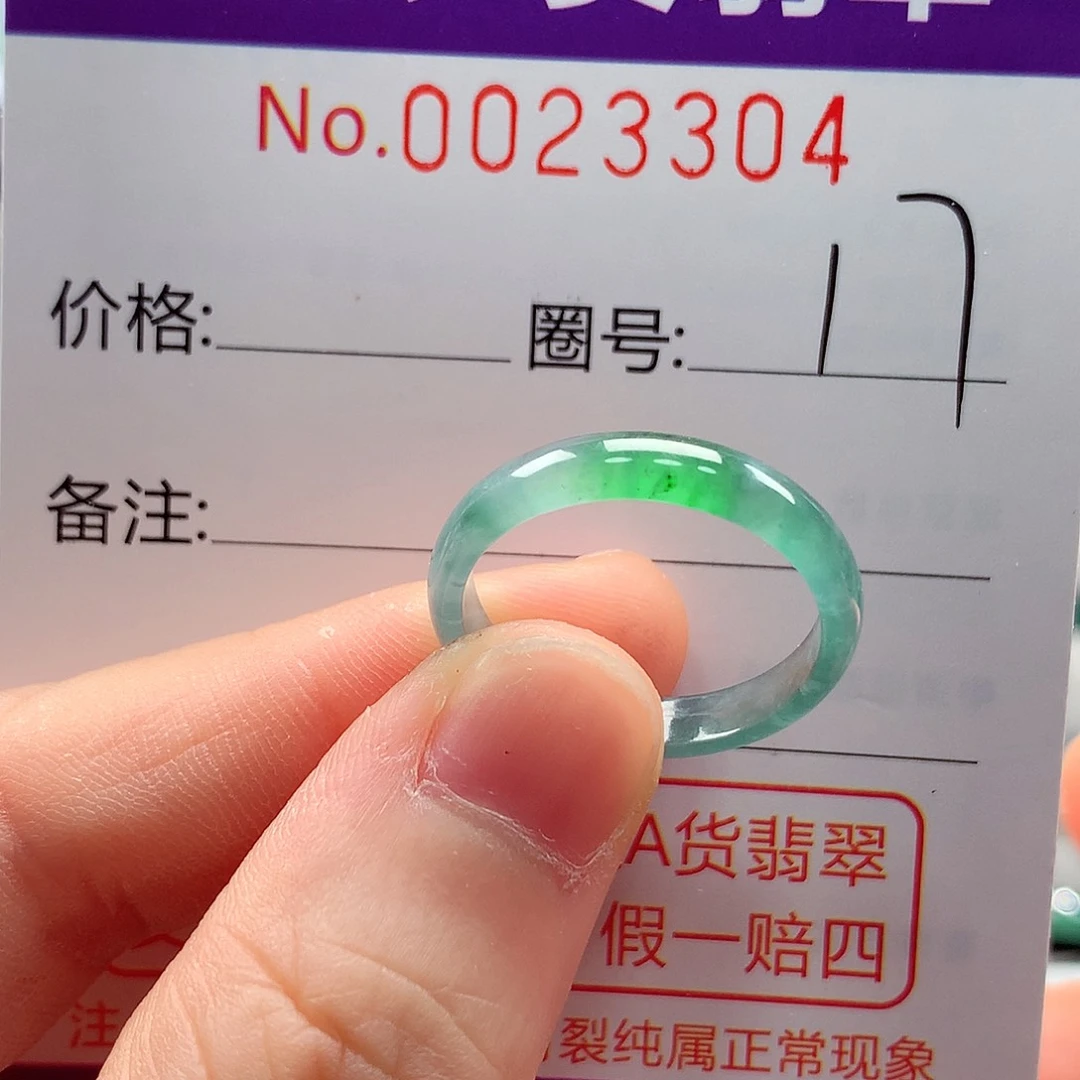 No.0023304
价格: 圈号: 17
备注:
A货翡翠
假一赔四
注 裂纯属正常现象